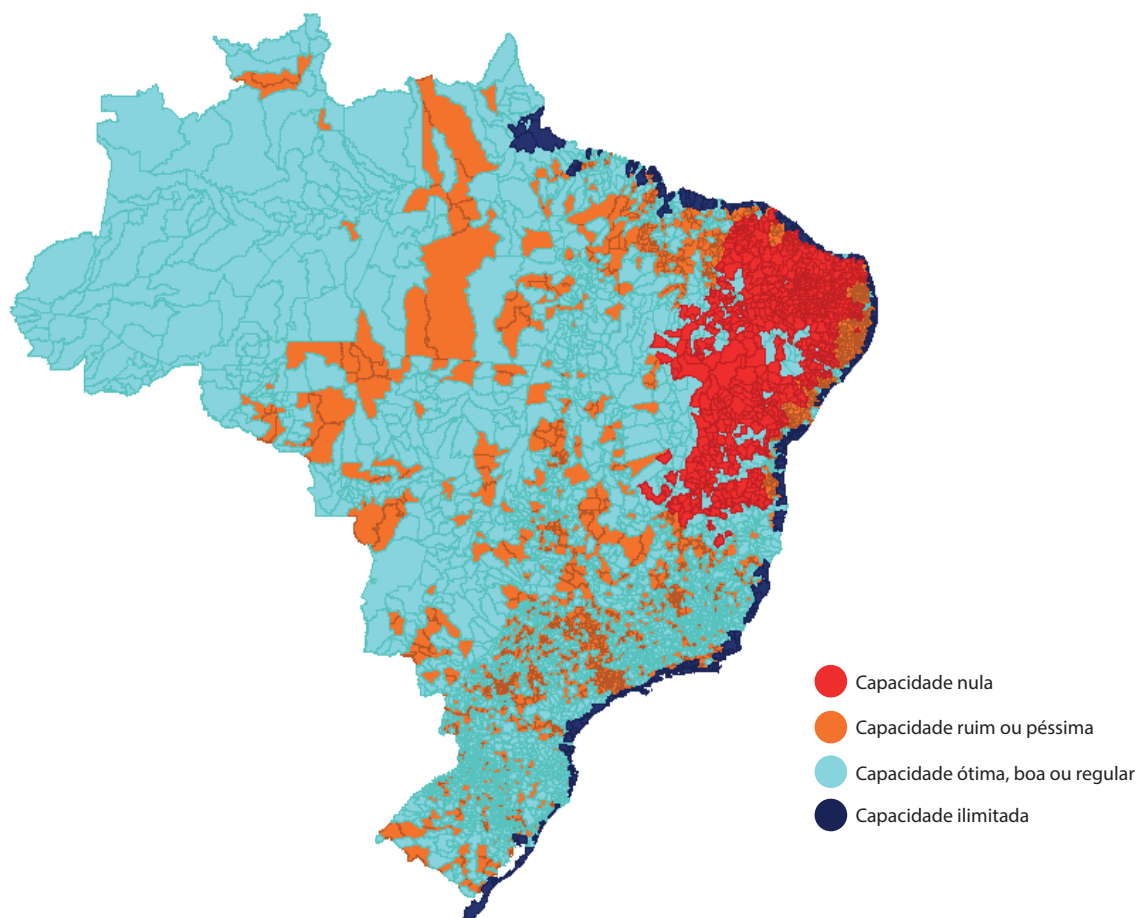 Capacidade nula
Capacidade ruim ou péssima
Capacidade ótima, boa ou regular
Capacidade ilimitada